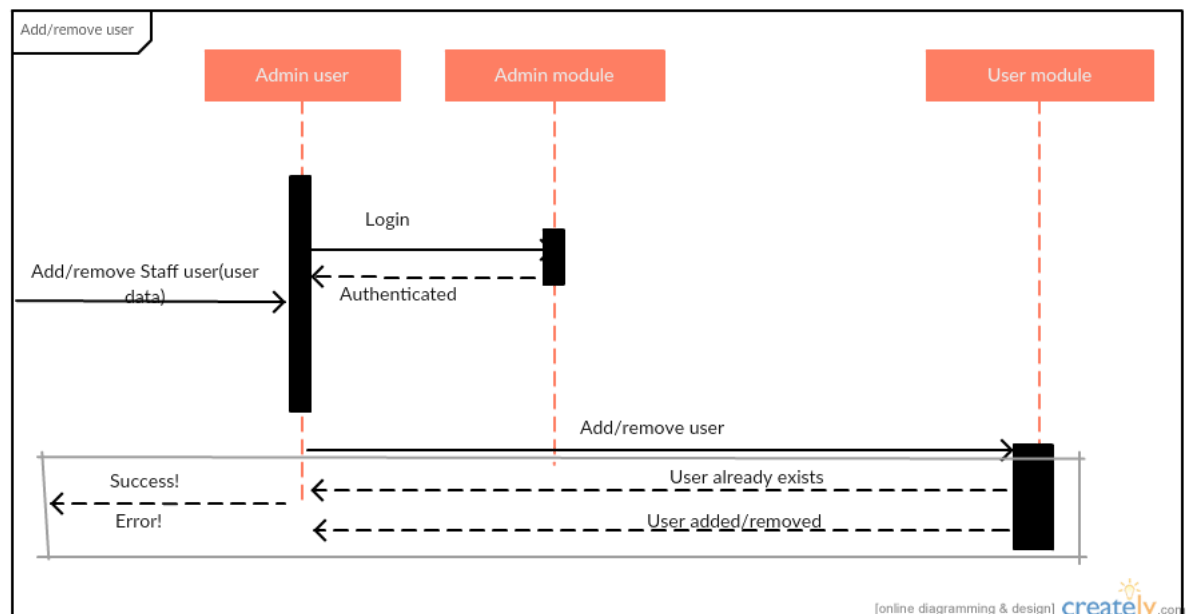 Add/remove user
Admin user
Admin module
User module
Login
Add/remove Staff user(user
data)
Authenticated
Add/remove user
User already exists
Success!
Error!
User added/removed
[online diagramming & design] creately.com